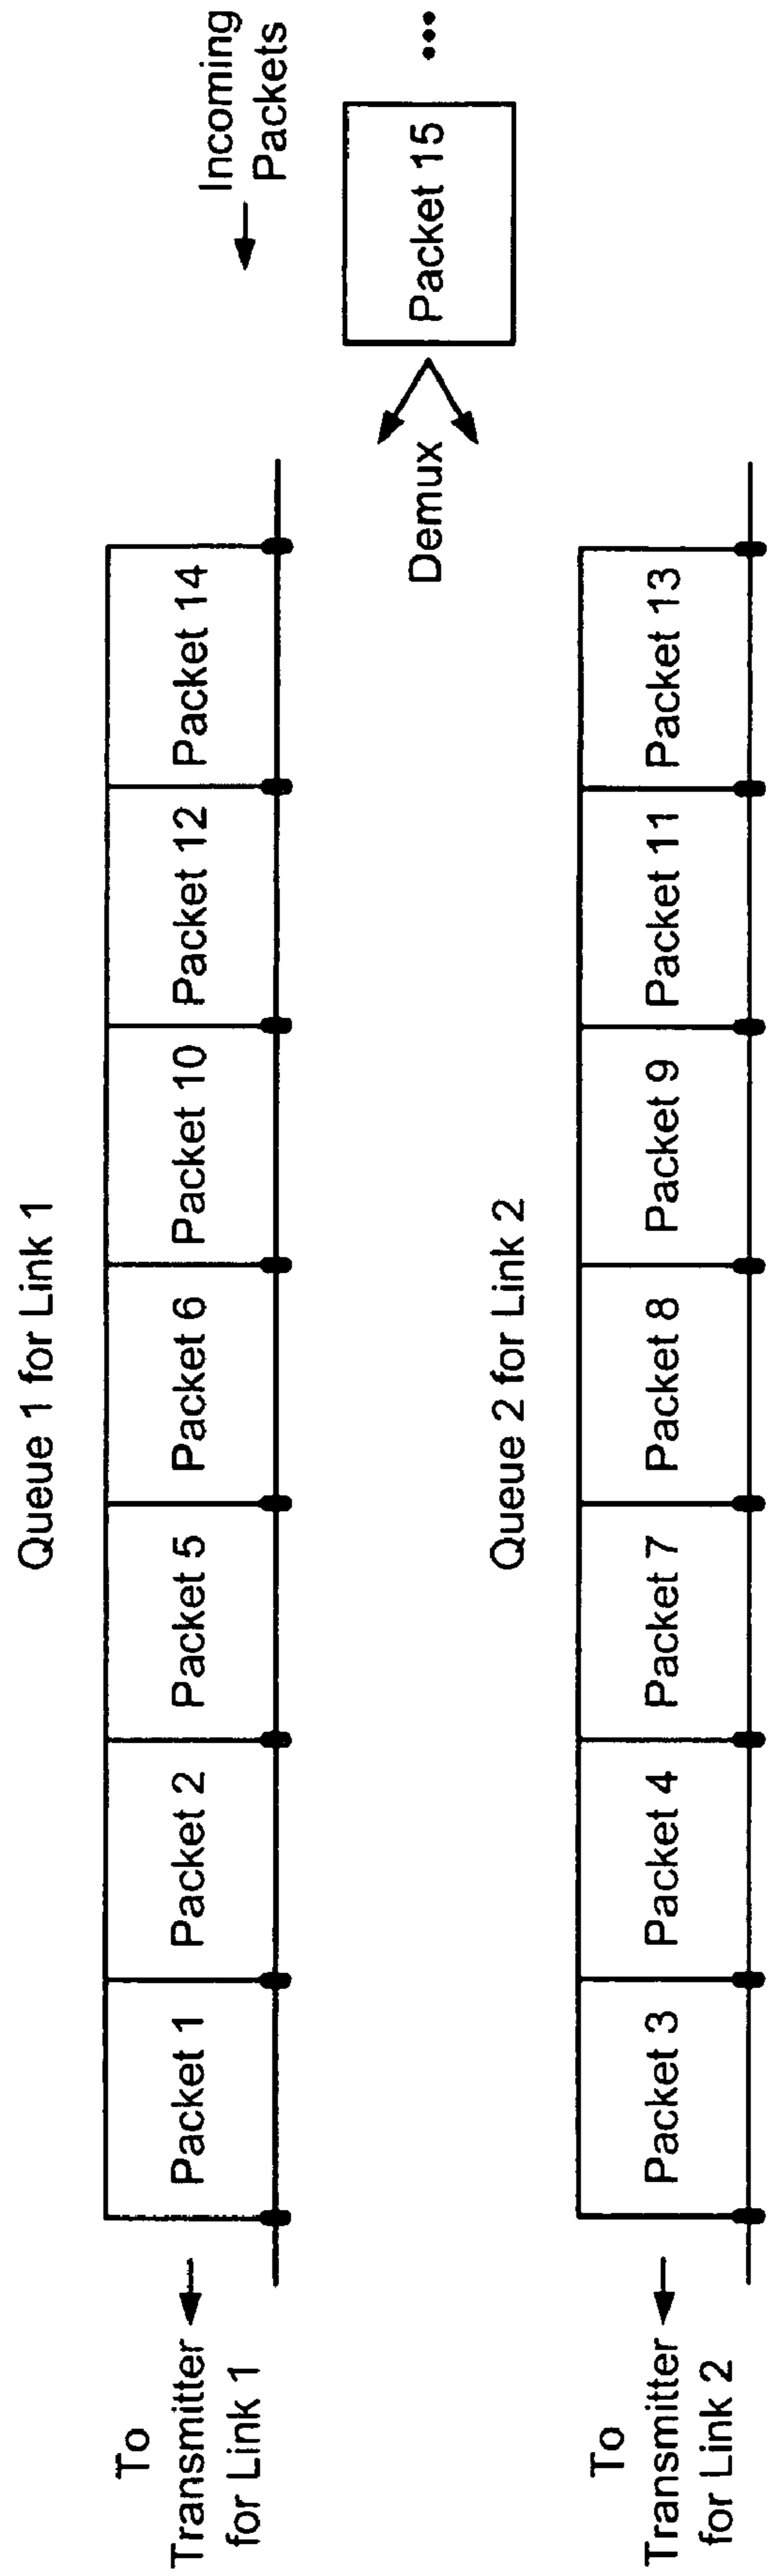 Queue 1 for Link 1
To
Transmitter
for Link 1
Packet 1
Packet 2
Packet 5
Packet 6
Packet 10
Packet 12
Packet 14
Incoming
Packets
Demux
Packet 15
...
Queue 2 for Link 2
To
Transmitter
for Link 2
Packet 3
Packet 4
Packet 7
Packet 8
Packet 9
Packet 11
Packet 13